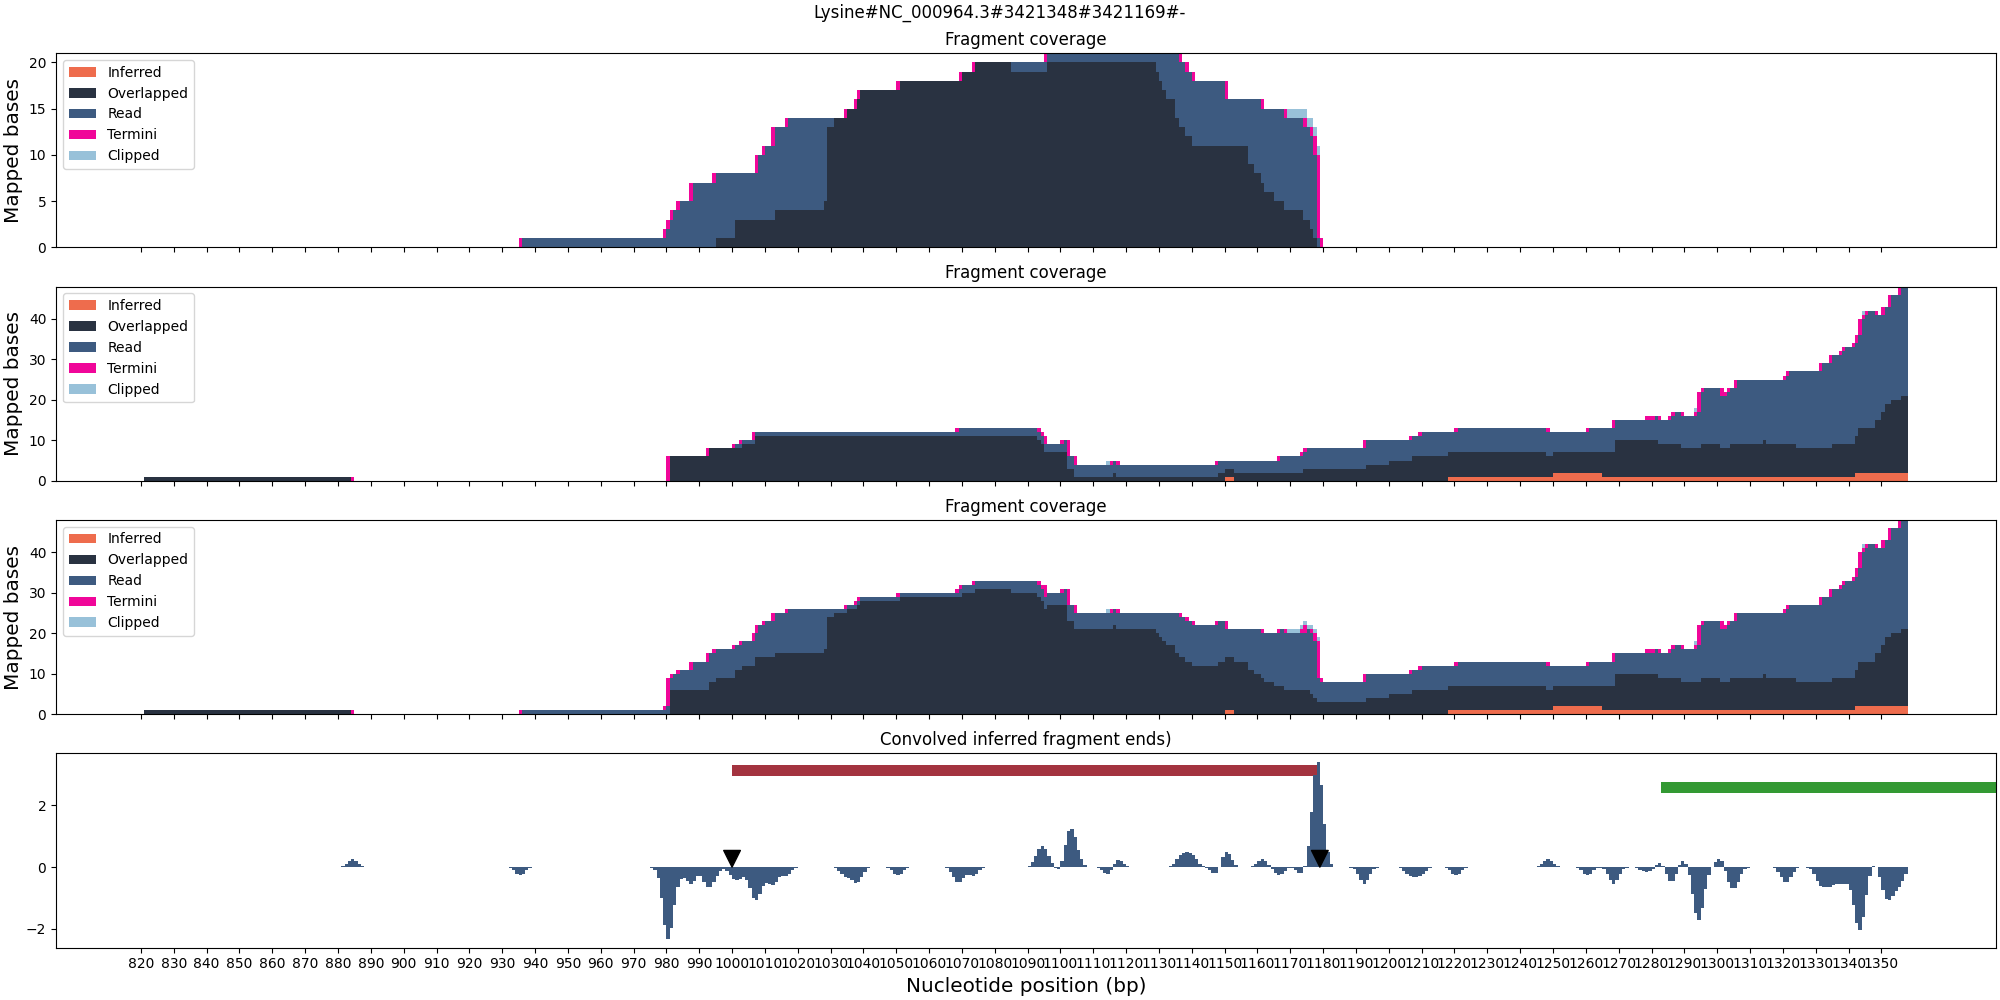 Lysine#NC_000964.3#3421348#3421169#-
Fragment coverage
Mapped bases
20
15
10
5
0
Inferred
Overlapped
Read
Termini
Clipped
Fragment coverage
Mapped bases
40
30
20
10
0
Inferred
Overlapped
Read
Termini
Clipped
Fragment coverage
Mapped bases
40
30
20
10
0
Inferred
Overlapped
Read
Termini
Clipped
Convolved inferred fragment ends)
2
0
−2
820 830 840 850 860 870 880 890 900 910 920 930 940 950 960 970 980 990 1000 1010 1020 1030 1040 1050 1060 1070 1080 1090 1100 1110 1120 1130 1140 1150 1160 1170 1180 1190 1200 1210 1220 1230 1240 1250 1260 1270 1280 1290 1300 1310 1320 1330 1340 1350
Nucleotide position (bp)